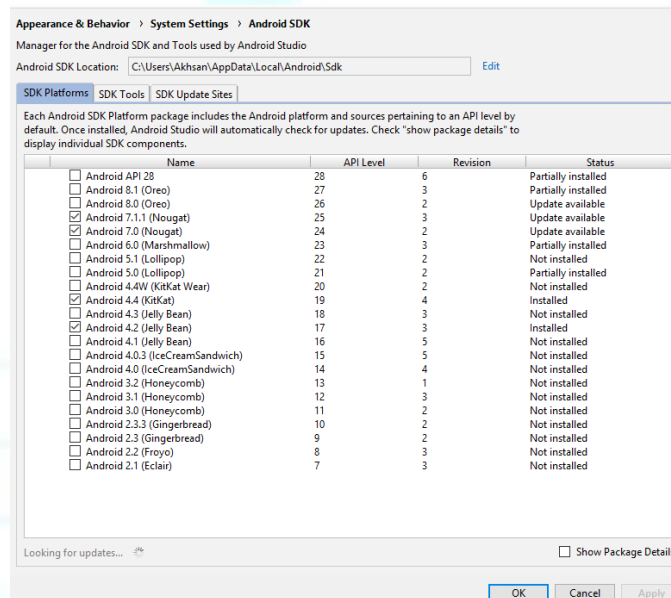 Appearance & Behavior › System Settings › Android SDK
Manager for the Android SDK and Tools used by Android Studio
Android SDK Location: C:\Users\Akhsan\AppData\Local\Android\Sdk Edit
SDK Platforms SDK Tools SDK Update Sites
Each Android SDK Platform package includes the Android platform and sources pertaining to an API level by
default. Once installed, Android Studio will automatically check for updates. Check "show package details" to
display individual SDK components.
Name API Level Revision Status
Android API 28 28 6 Partially installed
Android 8.1 (Oreo) 27 3 Partially installed
Android 8.0 (Oreo) 26 2 Update available
Android 7.1.1 (Nougat) 25 3 Update available
Android 7.0 (Nougat) 24 2 Update available
Android 6.0 (Marshmallow) 23 3 Partially installed
Android 5.1 (Lollipop) 22 2 Not installed
Android 5.0 (Lollipop) 21 2 Partially installed
Android 4.4W (KitKat Wear) 20 2 Not installed
Android 4.4 (KitKat) 19 4 Installed
Android 4.3 (Jelly Bean) 18 3 Not installed
Android 4.2 (Jelly Bean) 17 3 Installed
Android 4.1 (Jelly Bean) 16 5 Not installed
Android 4.0.3 (IceCreamSandwich) 15 5 Not installed
Android 4.0 (IceCreamSandwich) 14 4 Not installed
Android 3.2 (Honeycomb) 13 1 Not installed
Android 3.1 (Honeycomb) 12 3 Not installed
Android 3.0 (Honeycomb) 11 2 Not installed
Android 2.3.3 (Gingerbread) 10 2 Not installed
Android 2.3 (Gingerbread) 9 2 Not installed
Android 2.2 (Froyo) 8 3 Not installed
Android 2.1 (Eclair) 7 3 Not installed
Looking for updates... Show Package Detail
OK Cancel Apply